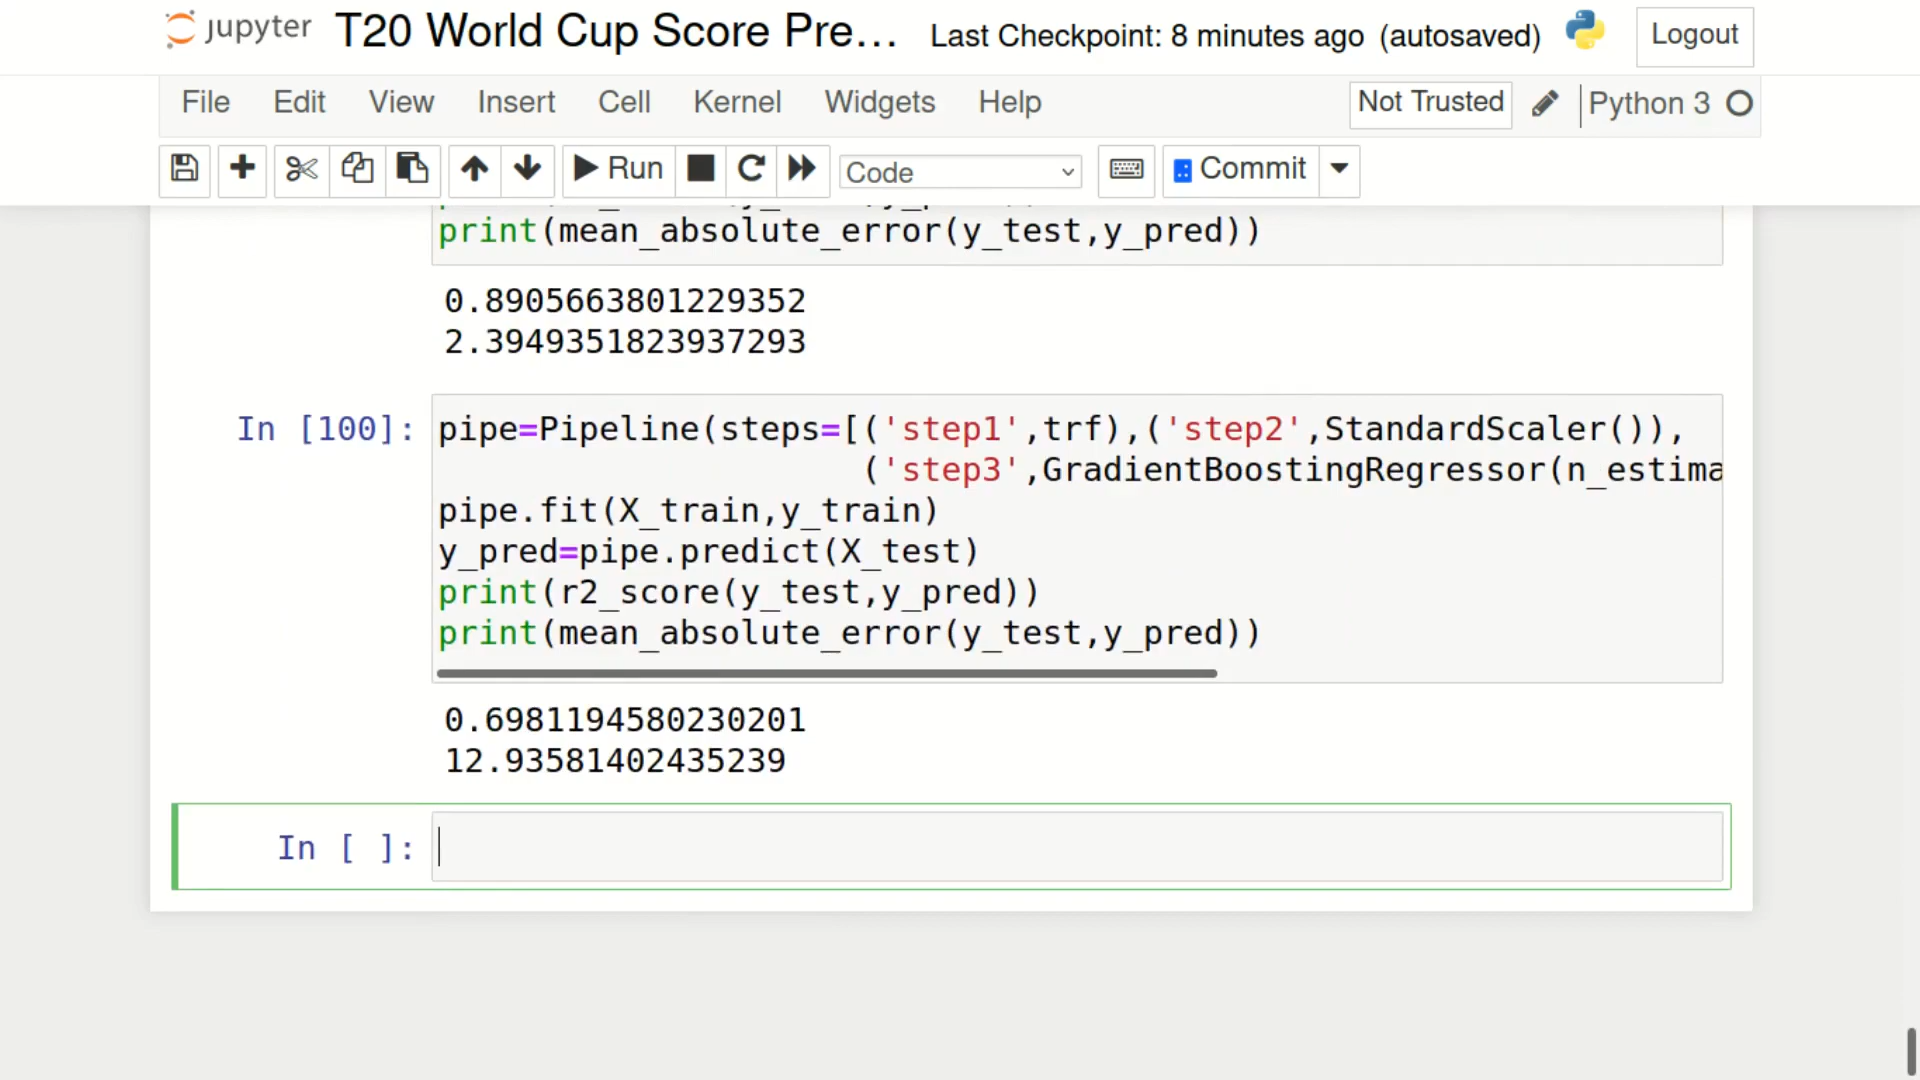 jupyter T20 World Cup Score Pre... Last Checkpoint: 8 minutes ago (autosaved) Logout
File Edit View Insert Cell Kernel Widgets Help Not Trusted Python 3
Run Code Commit
print(mean_absolute_error(y_test,y_pred))
0.8905663801229352
2.3949351823937293
In [100]: pipe=Pipeline(steps=[('step1',trf),('step2',StandardScaler()),
('step3',GradientBoostingRegressor(n_estima
pipe.fit(X_train,y_train)
y_pred=pipe.predict(X_test)
print(r2_score(y_test,y_pred))
print(mean_absolute_error(y_test,y_pred))
0.6981194580230201
12.93581402435239
In [ ]: